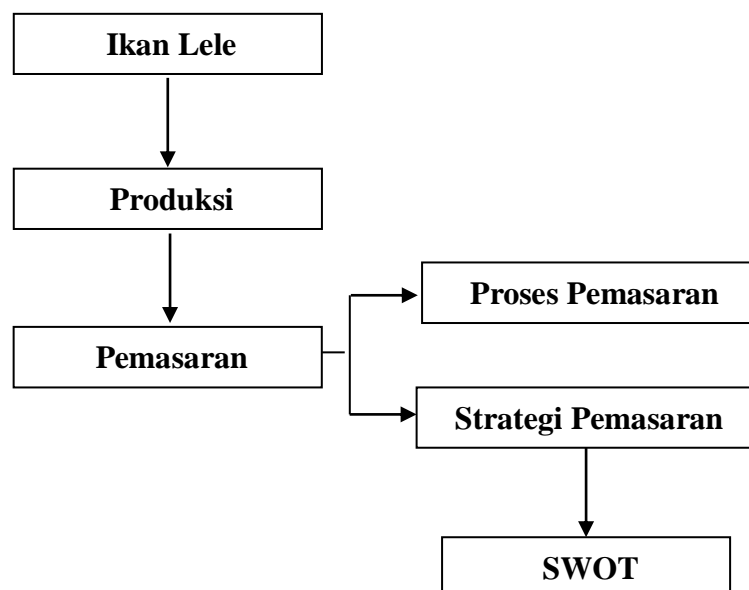 Ikan Lele
Produksi
Proses Pemasaran
Pemasaran
Strategi Pemasaran
SWOT